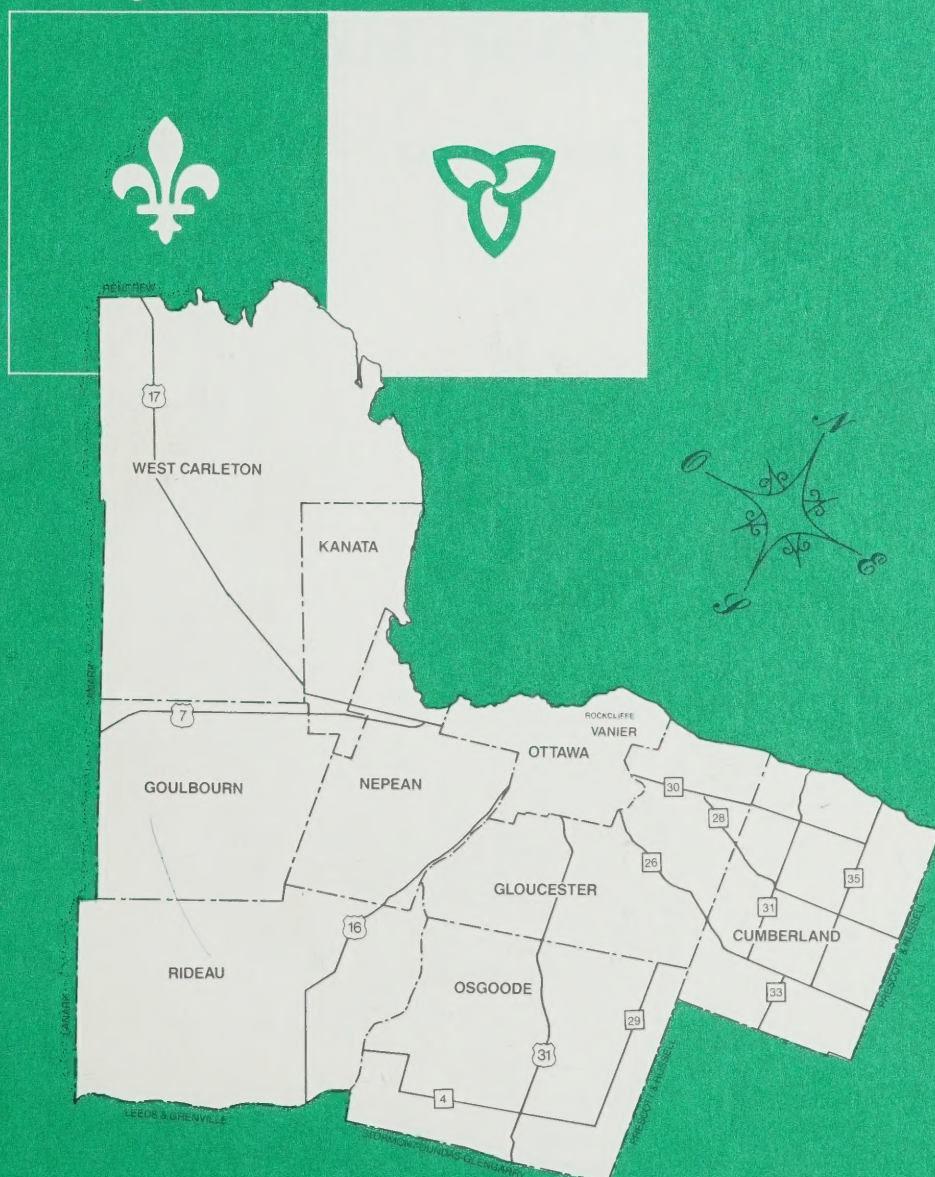 RENFREW
17
WEST CARLETON
N
O
KANATA
E
S
LANARK
7
ROCKCLIFFE
VANIER
OTTAWA
GOULBOURN
NEPEAN
30
28
26
35
GLOUCESTER
31
16
CUMBERLAND
RIDEAU
OSGOODE
33
29
LANARK
PRESCOTT & RUSSELL
31
4
PRESCOTT & RUSSELL
LEEDS & GRENVILLE
STORMONT-DUNDAS-GLENGARRY